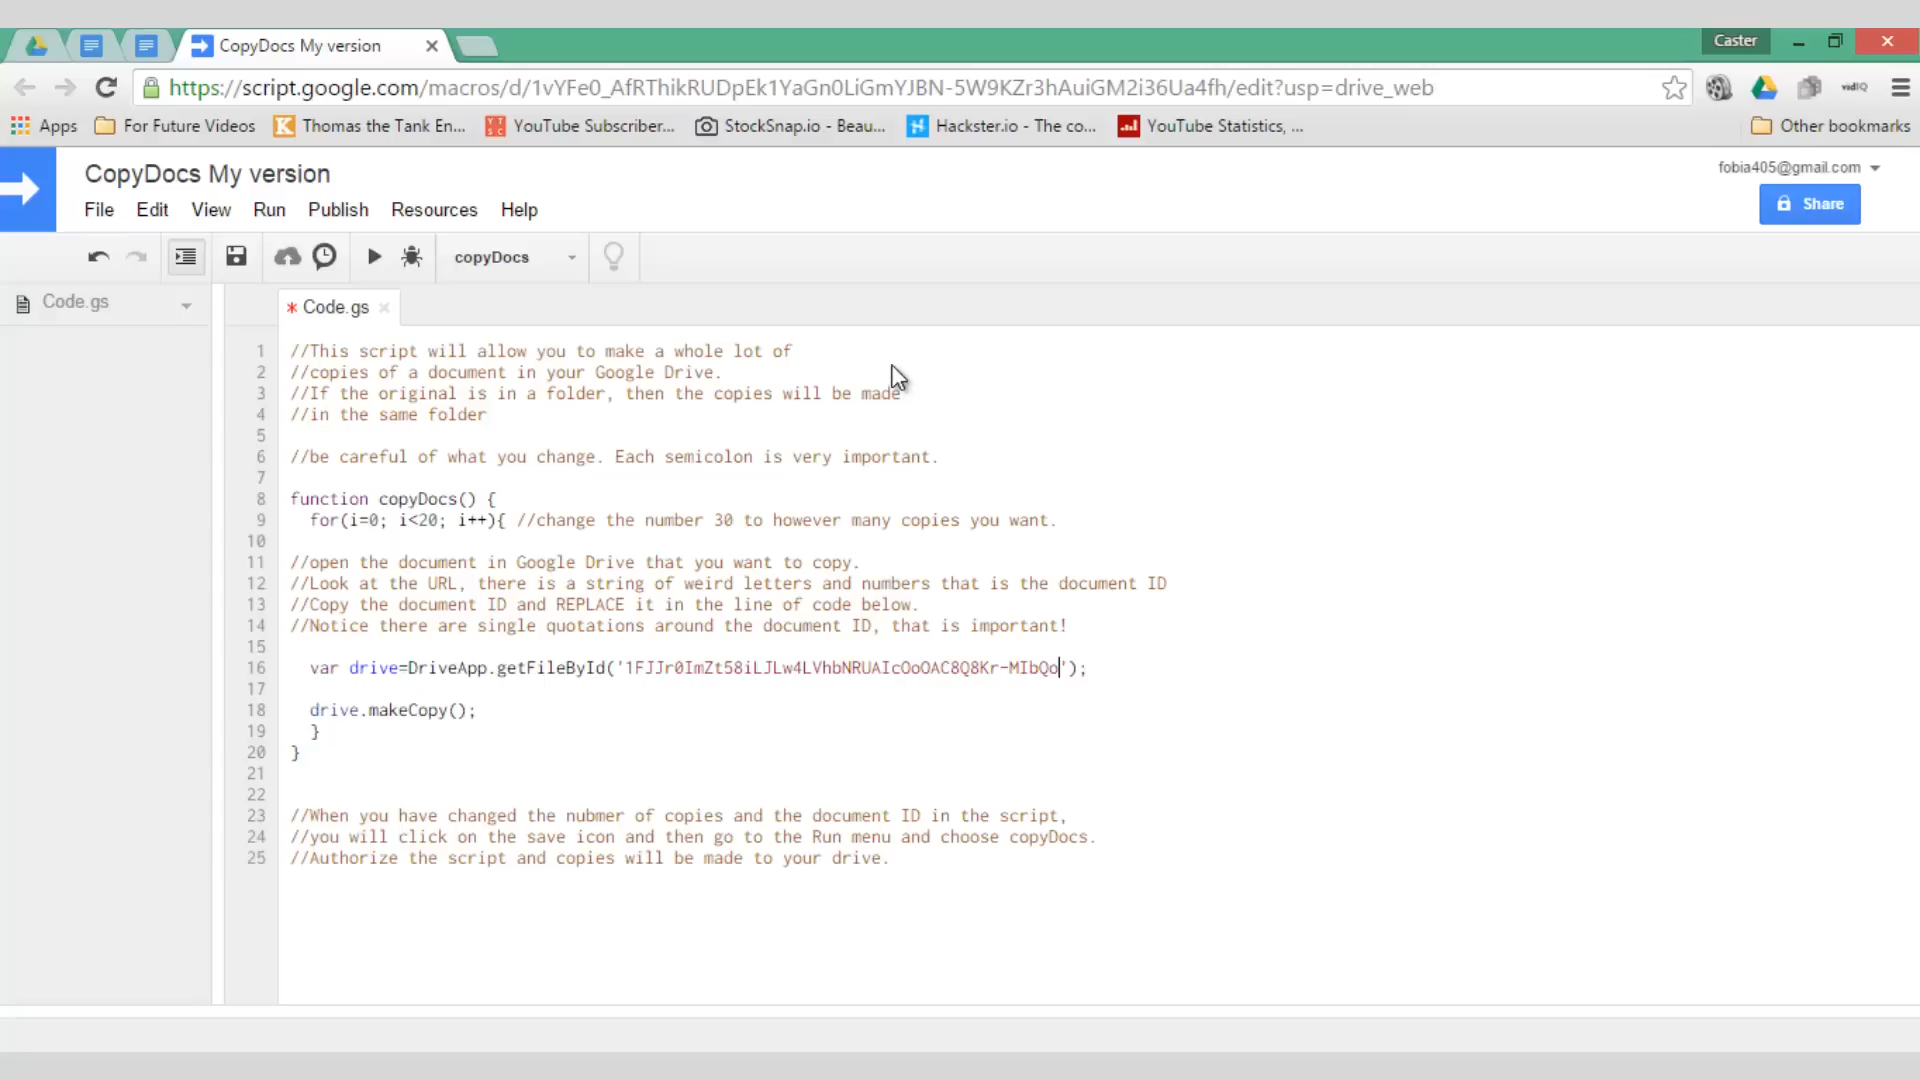 CopyDocs My version
Caster
https://script.google.com/macros/d/1vYFe0_AfRThikRUDpEk1YaGn0LiGmYJBN-5W9KZr3hAuiGM2i36Ua4fh/edit?usp=drive_web
vidIQ
Apps For Future Videos Thomas the Tank En... YouTube Subscriber... StockSnap.io - Beau... Hackster.io - The co... YouTube Statistics, ... Other bookmarks
CopyDocs My version
fobia405@gmail.com
File Edit View Run Publish Resources Help
Share
copyDocs
Code.gs
* Code.gs
1 //This script will allow you to make a whole lot of
2 //copies of a document in your Google Drive.
3 //If the original is in a folder, then the copies will be made
4 //in the same folder
5
6 //be careful of what you change. Each semicolon is very important.
7
8 function copyDocs() {
9 for(i=0; i<20; i++){ //change the number 30 to however many copies you want.
10
11 //open the document in Google Drive that you want to copy.
12 //Look at the URL, there is a string of weird letters and numbers that is the document ID
13 //Copy the document ID and REPLACE it in the line of code below.
14 //Notice there are single quotations around the document ID, that is important!
15
16 var drive=DriveApp.getFileById('1FJJr0ImZt58iLJLw4LVhbNRUAIcOoOAC8Q8Kr-MIbQo');
17
18 drive.makeCopy();
19 }
20 }
21
22
23 //When you have changed the nubmer of copies and the document ID in the script,
24 //you will click on the save icon and then go to the Run menu and choose copyDocs.
25 //Authorize the script and copies will be made to your drive.